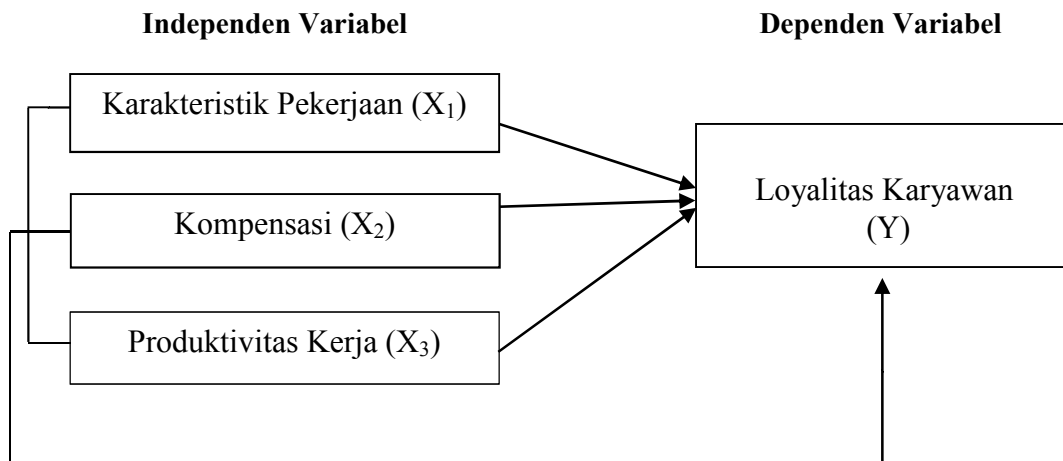 Independen Variabel
Dependen Variabel
Karakteristik Pekerjaan (X₁)
Kompensasi (X₂)
Produktivitas Kerja (X₃)
Loyalitas Karyawan
(Y)